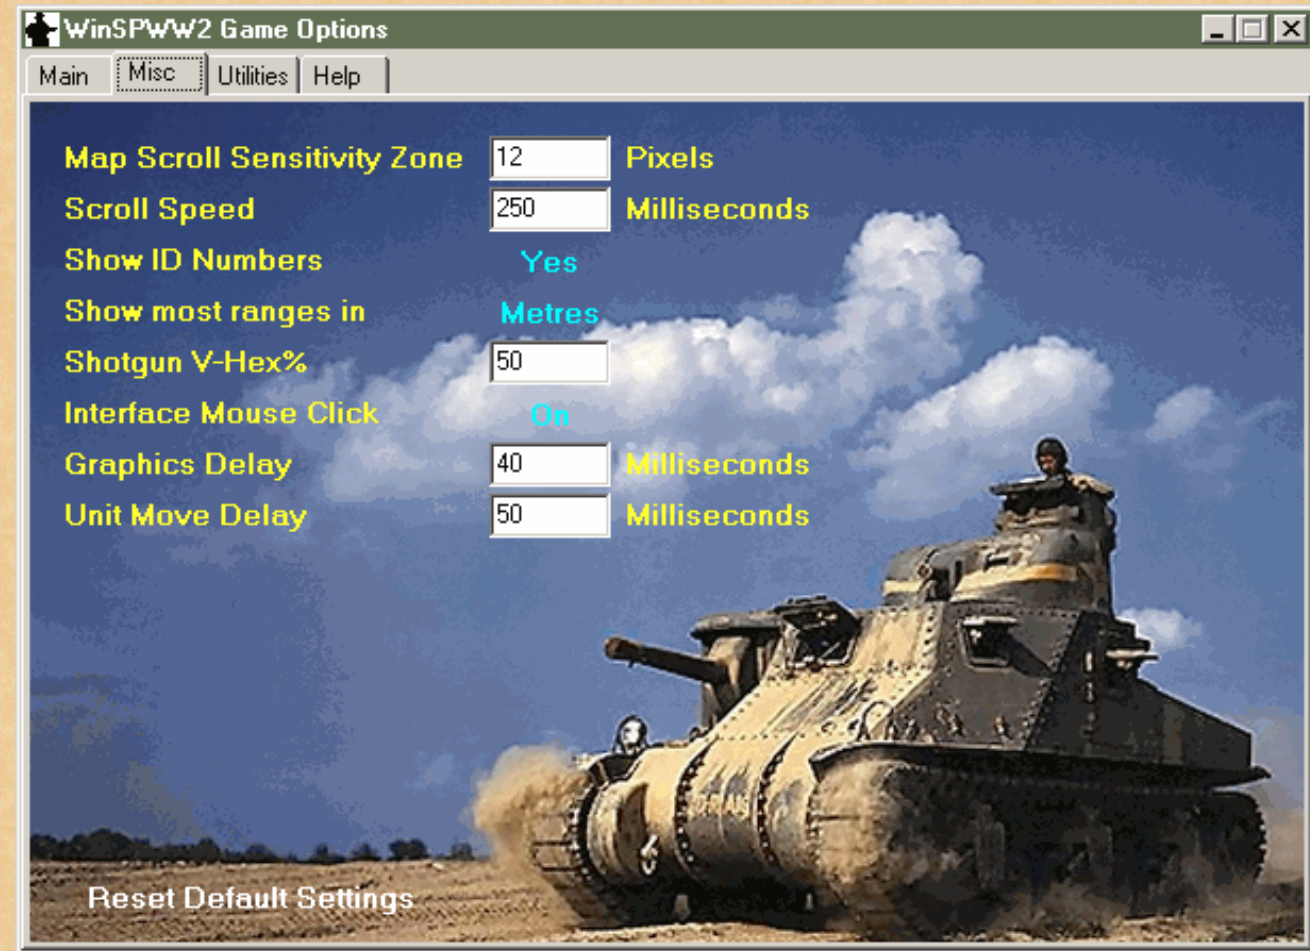 WinSPWW2 Game Options
Main Misc Utilities Help
Map Scroll Sensitivity Zone 12 Pixels
Scroll Speed 250 Milliseconds
Show ID Numbers Yes
Show most ranges in Metres
Shotgun V-Hex% 50
Interface Mouse Click On
Graphics Delay 40 Milliseconds
Unit Move Delay 50 Milliseconds
Reset Default Settings